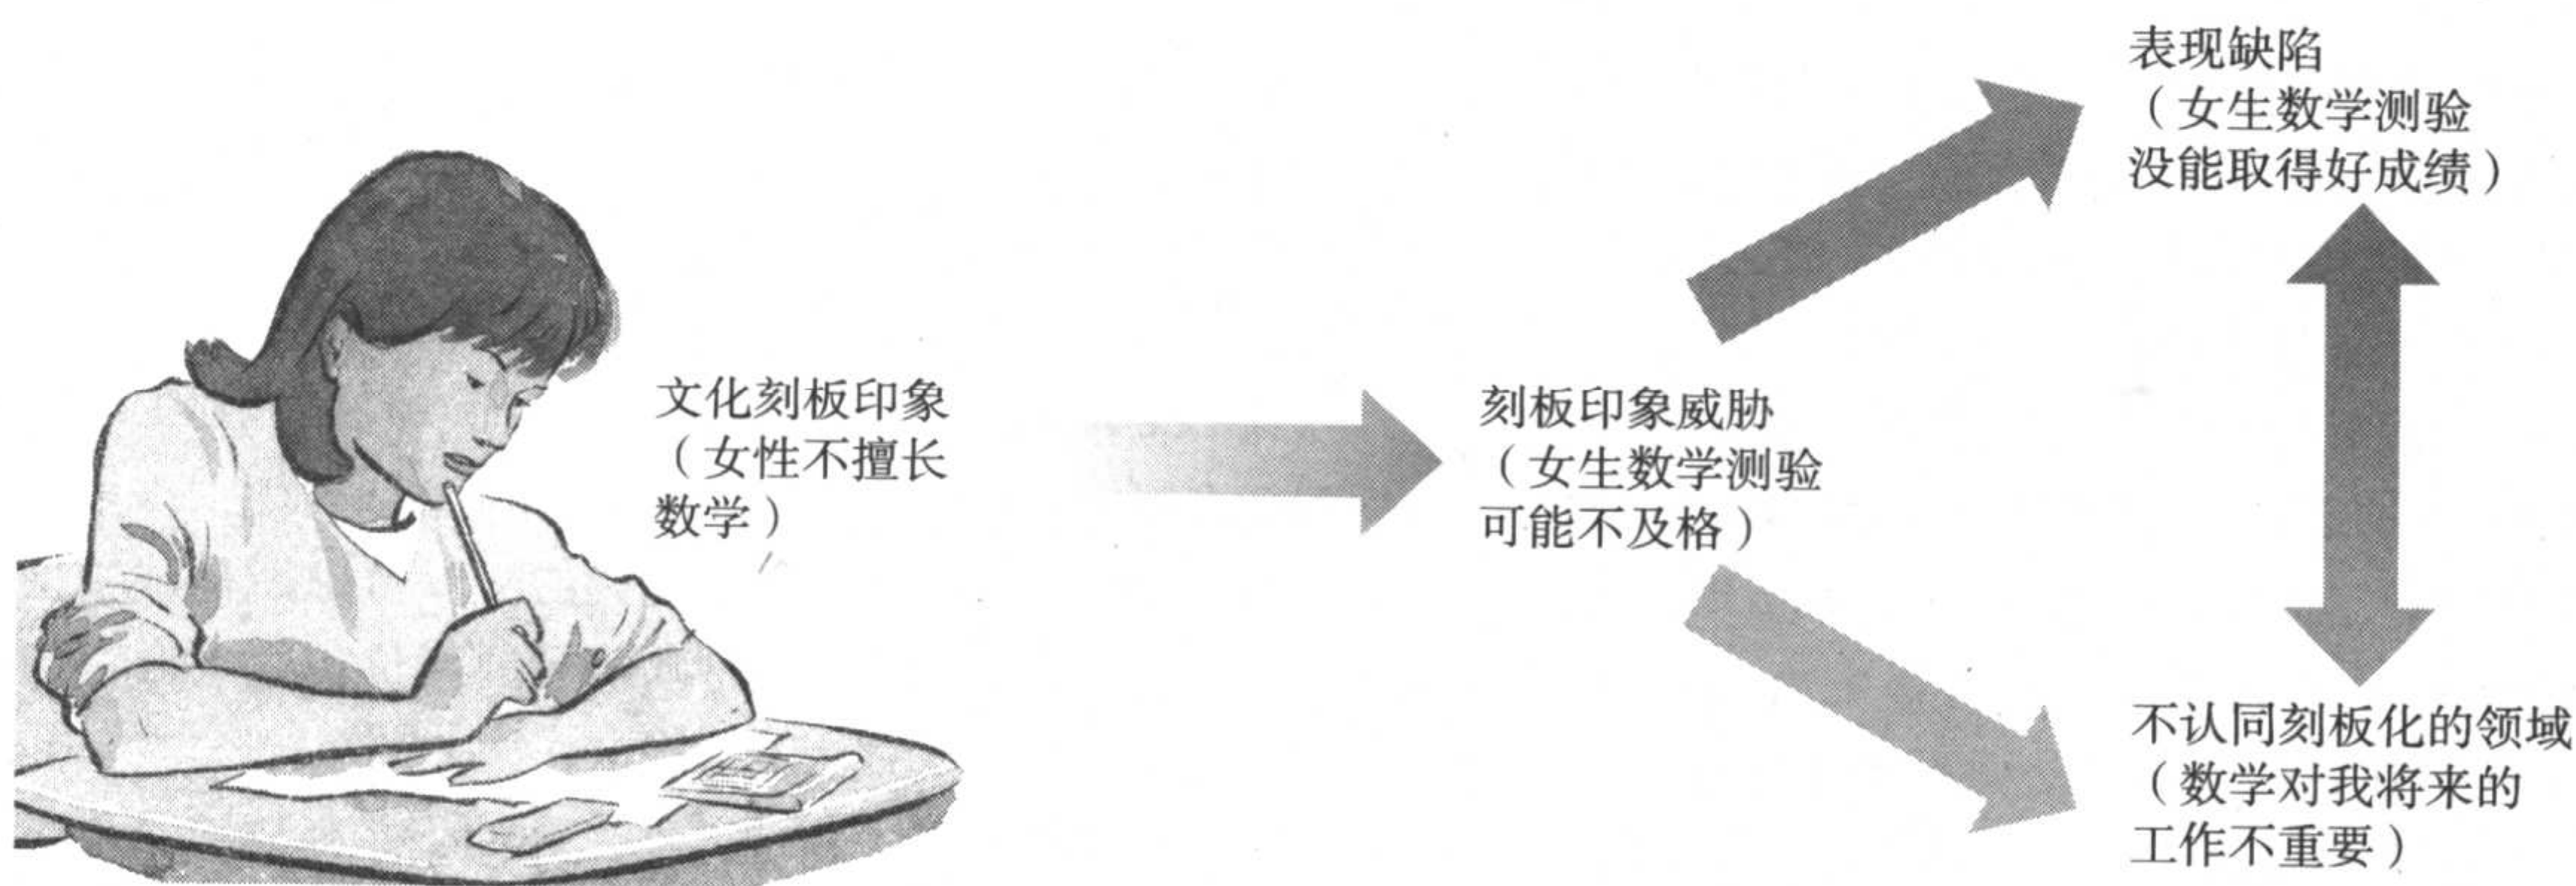 文化刻板印象
（女性不擅长
数学）
刻板印象威胁
（女生数学测验
可能不及格）
表现缺陷
（女生数学测验
没能取得好成绩）
不认同刻板化的领域
（数学对我将来的
工作不重要）